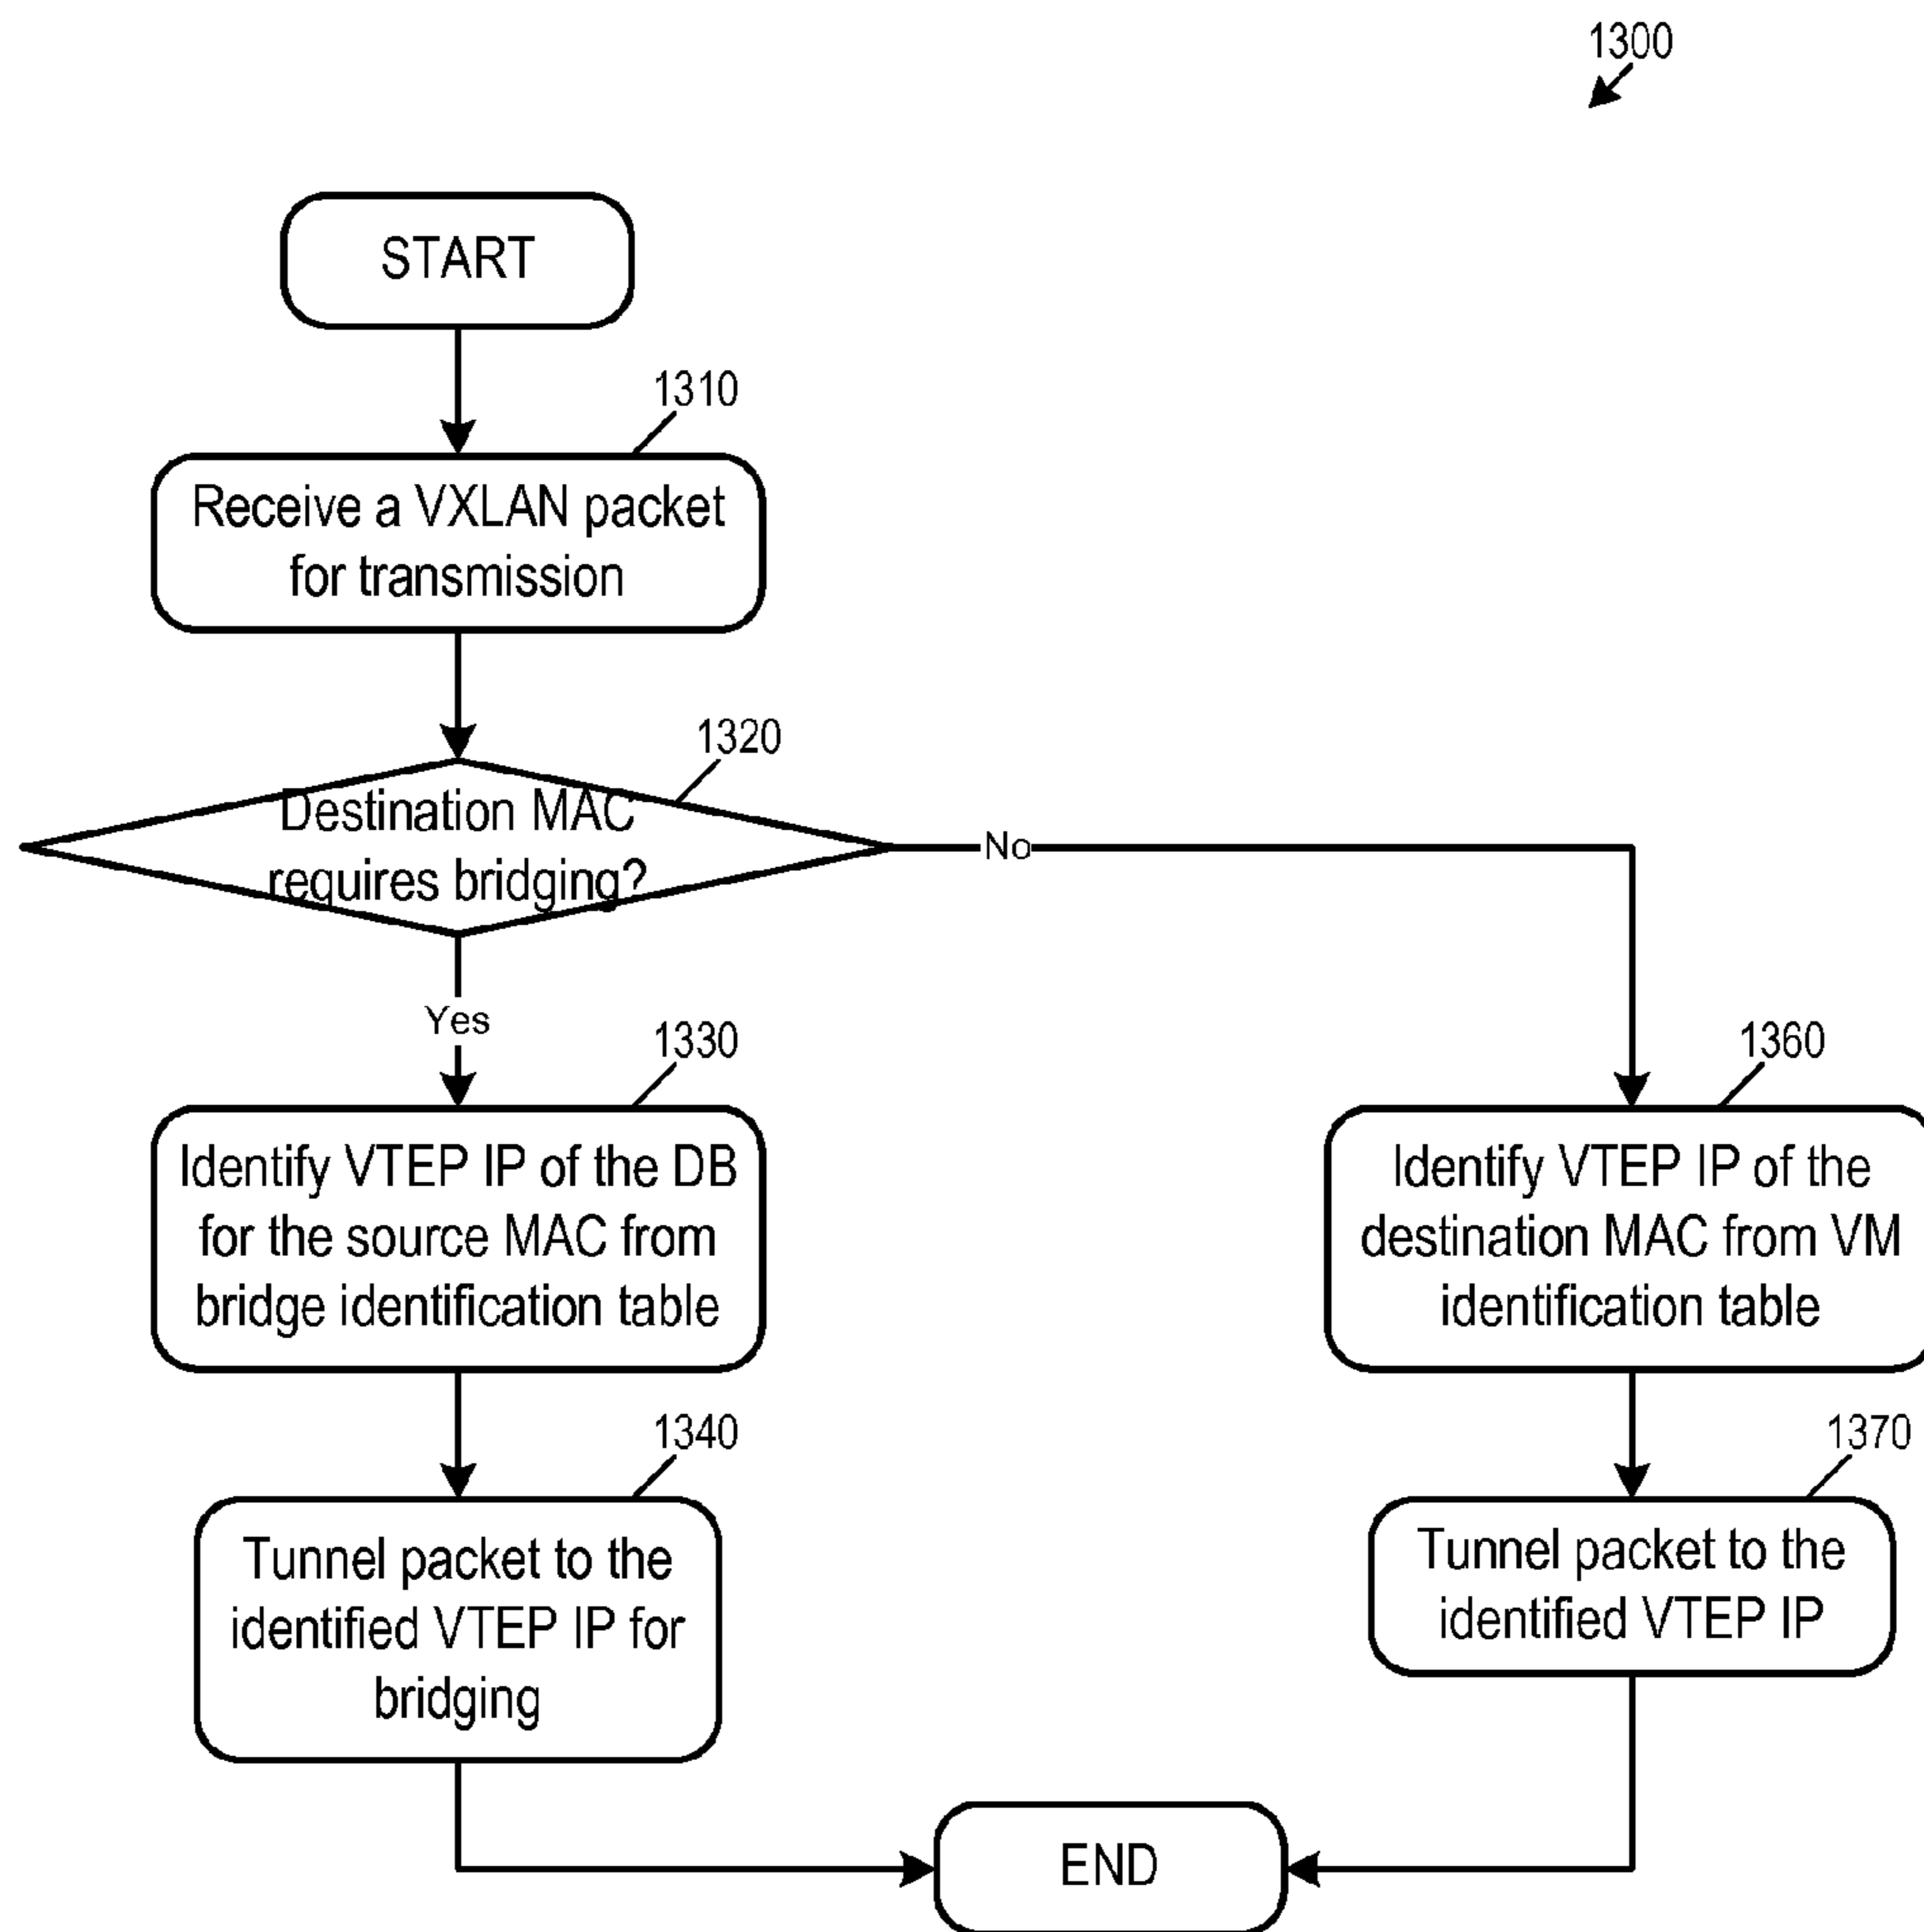 1300
START
1310
Receive a VXLAN packet
for transmission
1320
Destination MAC
requires bridging?
No
Yes
1330
Identify VTEP IP of the DB
for the source MAC from
bridge identification table
1360
Identify VTEP IP of the
destination MAC from VM
identification table
1340
Tunnel packet to the
identified VTEP IP for
bridging
1370
Tunnel packet to the
identified VTEP IP
END